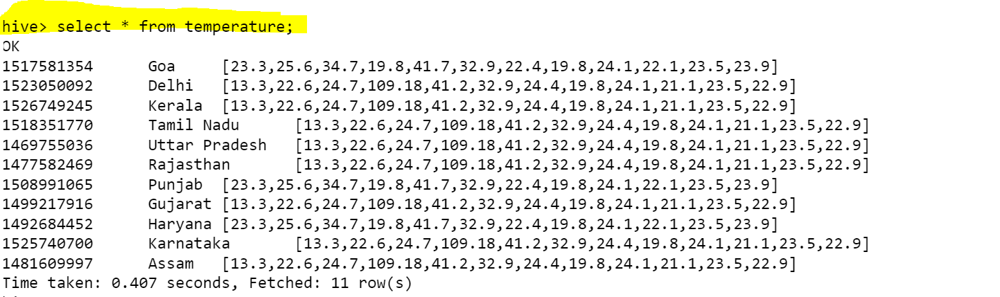 hive> select * from temperature;
OK
1517581354 Goa [23.3,25.6,34.7,19.8,41.7,32.9,22.4,19.8,24.1,22.1,23.5,23.9]
1523050092 Delhi [13.3,22.6,24.7,109.18,41.2,32.9,24.4,19.8,24.1,21.1,23.5,22.9]
1526749245 Kerala [13.3,22.6,24.7,109.18,41.2,32.9,24.4,19.8,24.1,21.1,23.5,22.9]
1518351770 Tamil Nadu [13.3,22.6,24.7,109.18,41.2,32.9,24.4,19.8,24.1,21.1,23.5,22.9]
1469755036 Uttar Pradesh [13.3,22.6,24.7,109.18,41.2,32.9,24.4,19.8,24.1,21.1,23.5,22.9]
1477582469 Rajasthan [13.3,22.6,24.7,109.18,41.2,32.9,24.4,19.8,24.1,21.1,23.5,22.9]
1508991065 Punjab [23.3,25.6,34.7,19.8,41.7,32.9,22.4,19.8,24.1,22.1,23.5,23.9]
1499217916 Gujarat [13.3,22.6,24.7,109.18,41.2,32.9,24.4,19.8,24.1,21.1,23.5,22.9]
1492684452 Haryana [23.3,25.6,34.7,19.8,41.7,32.9,22.4,19.8,24.1,22.1,23.5,23.9]
1525740700 Karnataka [13.3,22.6,24.7,109.18,41.2,32.9,24.4,19.8,24.1,21.1,23.5,22.9]
1481609997 Assam [13.3,22.6,24.7,109.18,41.2,32.9,24.4,19.8,24.1,21.1,23.5,22.9]
Time taken: 0.407 seconds, Fetched: 11 row(s)